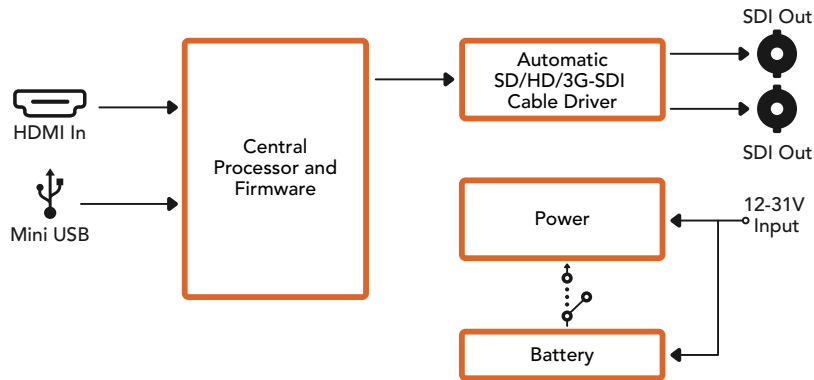 SDI Out
Automatic
SD/HD/3G-SDI
Cable Driver
HDMI In
Central
Processor and
Firmware
SDI Out
Mini USB
Power
12-31V
Input
Battery